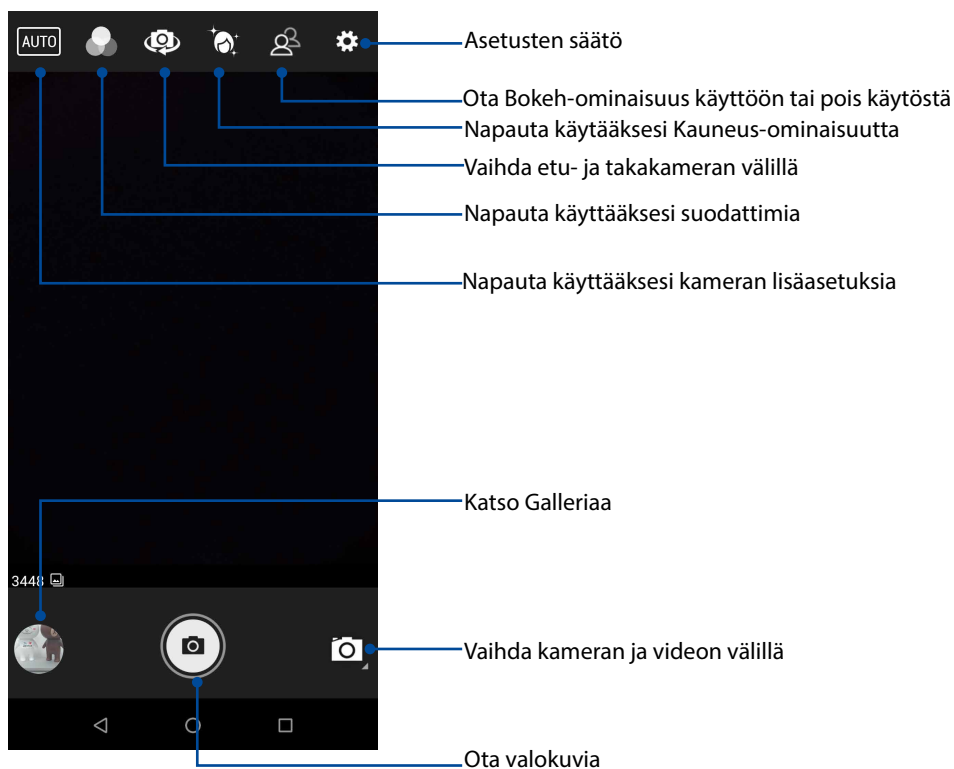 AUTO
Asetusten säätö
Ota Bokeh-ominaisuus käyttöön tai pois käytöstä
Napauta käytääksesi Kauneus-ominaisuutta
Vaihda etu- ja takakameran välillä
Napauta käyttääksesi suodattimia
Napauta käyttääksesi kameran lisäasetuksia
Katso Galleriaa
3448
Vaihda kameran ja videon välillä
Ota valokuvia